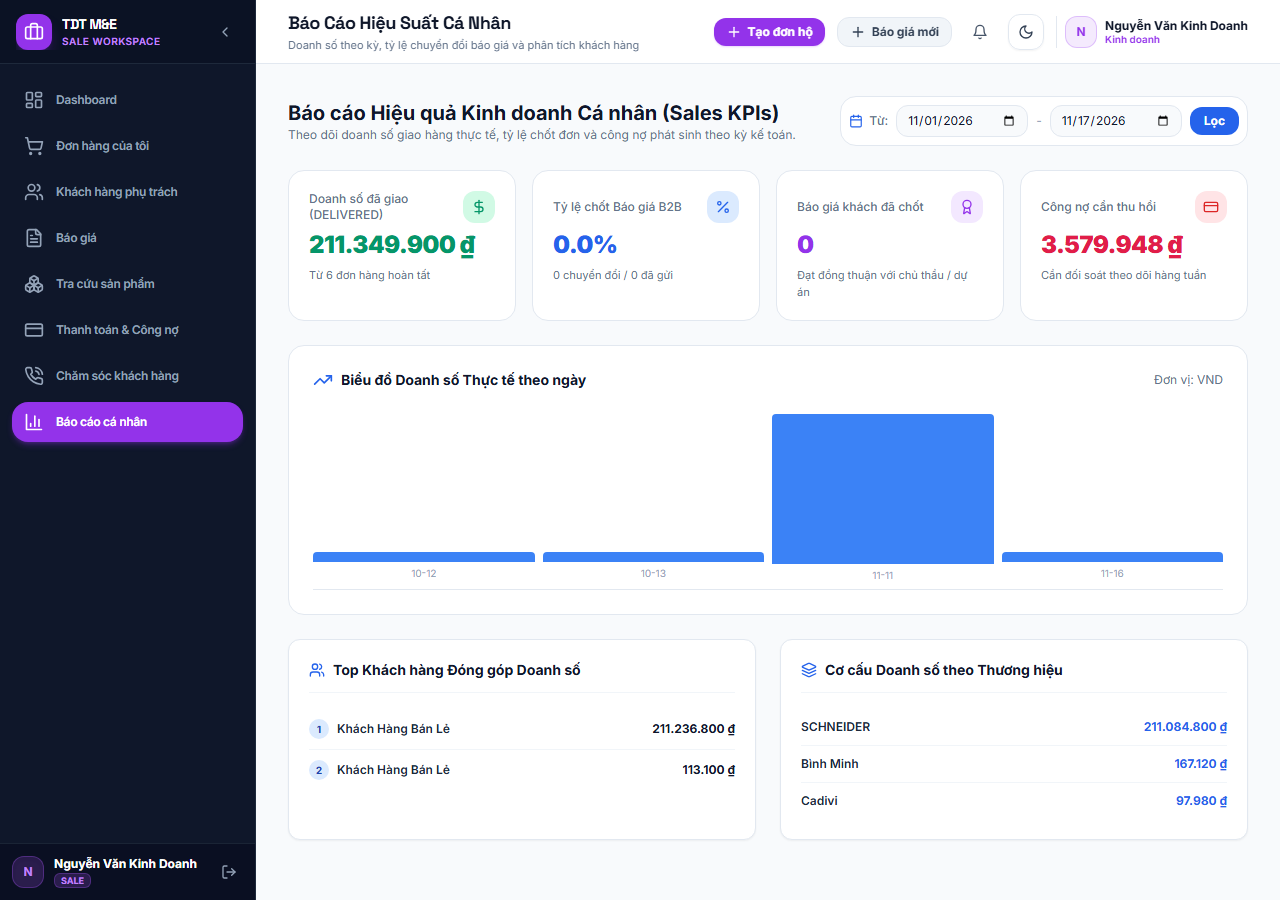 TDT M&E
SALE WORKSPACE
Dashboard
Đơn hàng của tôi
Khách hàng phụ trách
Báo giá
Tra cứu sản phẩm
Thanh toán & Công nợ
Chăm sóc khách hàng
Báo cáo cá nhân
Nguyễn Văn Kinh Doanh
SALE
N
Báo Cáo Hiệu Suất Cá Nhân
Doanh số theo kỳ, tỷ lệ chuyển đổi báo giá và phân tích khách hàng
Tạo đơn hộ
Báo giá mới
N
Nguyễn Văn Kinh Doanh
Kinh doanh
Báo cáo Hiệu quả Kinh doanh Cá nhân (Sales KPIs)
Theo dõi doanh số giao hàng thực tế, tỷ lệ chốt đơn và công nợ phát sinh theo kỳ kế toán.
Từ: 11/01/2026 - 11/17/2026 Lọc
Doanh số đã giao
(DELIVERED)
211.349.900 ₫
Từ 6 đơn hàng hoàn tất
Tỷ lệ chốt Báo giá B2B
0.0%
0 chuyển đổi / 0 đã gửi
Báo giá khách đã chốt
0
Đạt đồng thuận với chủ thầu / dự
án
Công nợ cần thu hồi
3.579.948 ₫
Cần đối soát theo dõi hàng tuần
Biểu đồ Doanh số Thực tế theo ngày
Đơn vị: VND
10-12
10-13
11-11
11-16
Top Khách hàng Đóng góp Doanh số
1 Khách Hàng Bán Lẻ 211.236.800 ₫
2 Khách Hàng Bán Lẻ 113.100 ₫
Cơ cấu Doanh số theo Thương hiệu
SCHNEIDER 211.084.800 ₫
Bình Minh 167.120 ₫
Cadivi 97.980 ₫